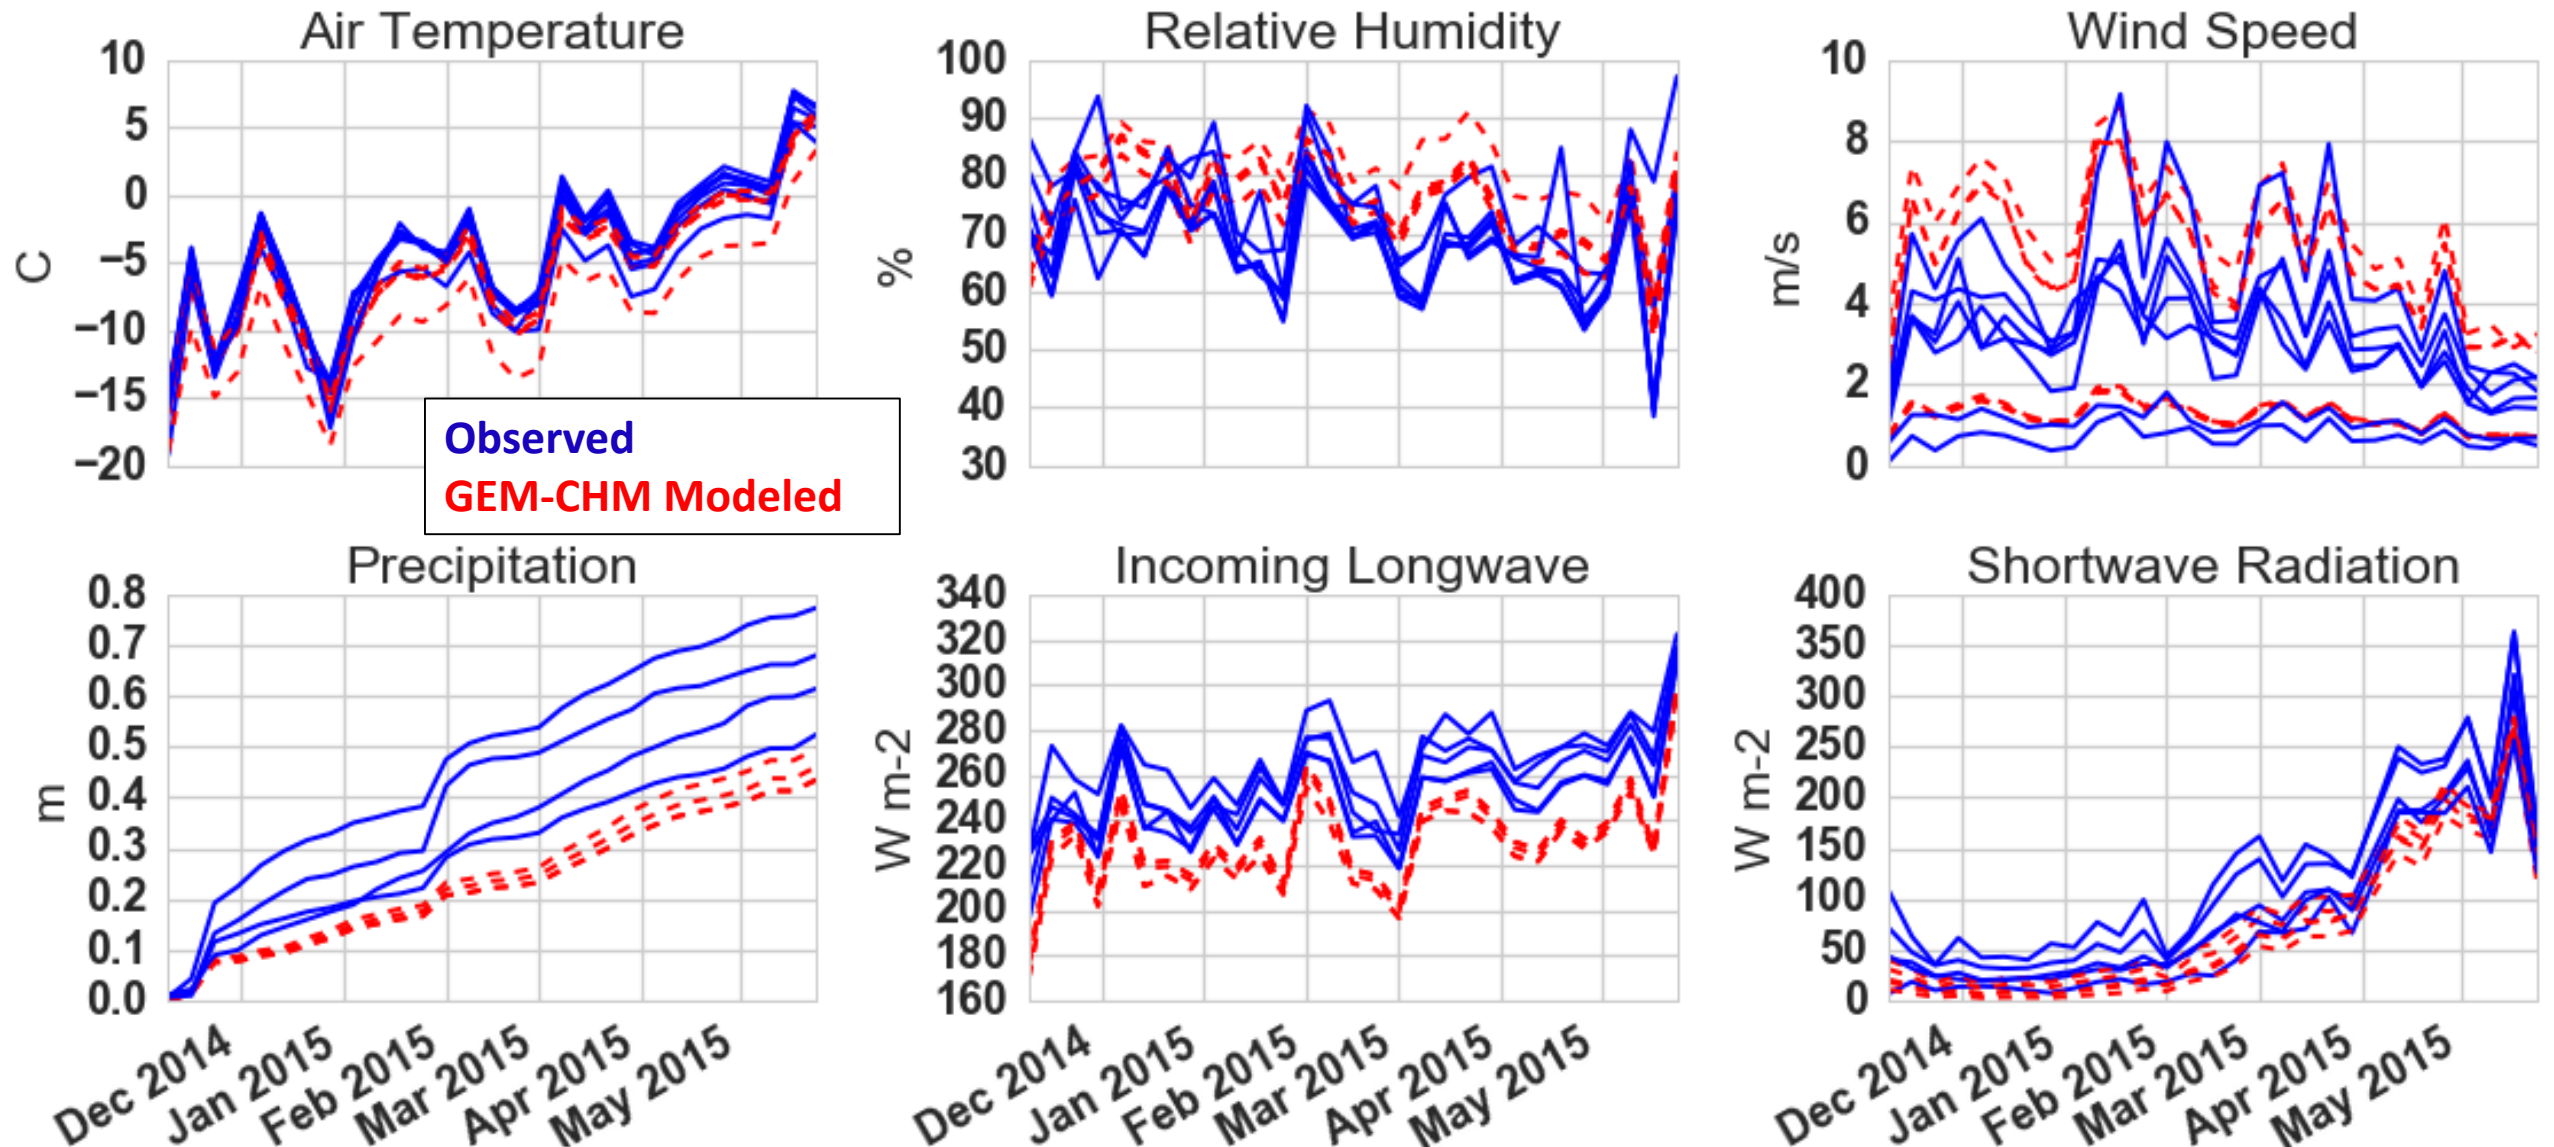 Air Temperature
10
5
0
−5
−10
−15
−20
C
Relative Humidity
100
90
80
70
60
50
40
30
%
Wind Speed
10
8
6
4
2
0
m/s
Observed
GEM-CHM Modeled
Precipitation
0.8
0.7
0.6
0.5
0.4
0.3
0.2
0.1
0.0
m
Dec 2014
Jan 2015
Feb 2015
Mar 2015
Apr 2015
May 2015
Incoming Longwave
340
320
300
280
260
240
220
200
180
160
W m-2
Dec 2014
Jan 2015
Feb 2015
Mar 2015
Apr 2015
May 2015
Shortwave Radiation
400
350
300
250
200
150
100
50
0
W m-2
Dec 2014
Jan 2015
Feb 2015
Mar 2015
Apr 2015
May 2015